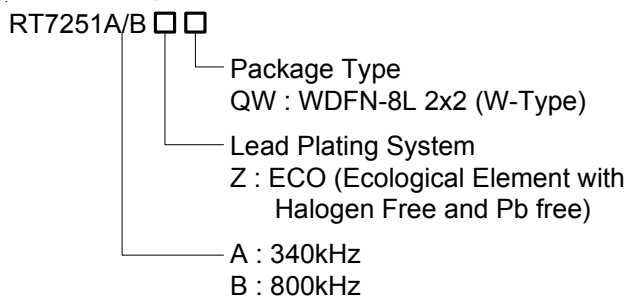 RT7251A/B
Package Type
QW : WDFN-8L 2x2 (W-Type)
Lead Plating System
Z : ECO (Ecological Element with
Halogen Free and Pb free)
A : 340kHz
B : 800kHz